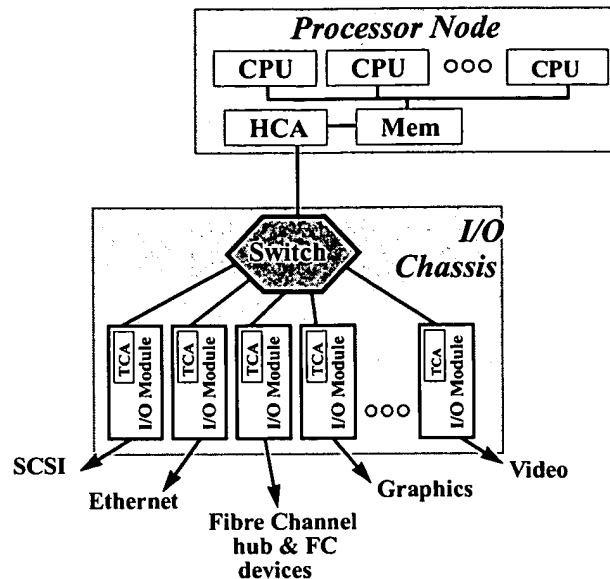 Processor Node
CPU CPU CPU
HCA Mem
Switch
I/O
Chassis
TCA I/O Module
TCA I/O Module
TCA I/O Module
TCA I/O Module
TCA I/O Module
SCSI
Ethernet
Fibre Channel
hub & FC
devices
Graphics
Video